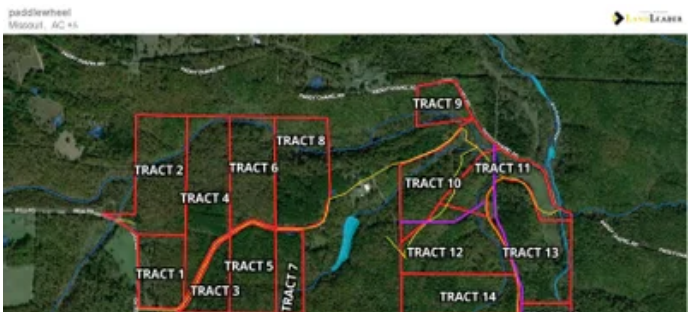 paddlewheel
Missouri, AC +/-
LANDLEADER
TRACT 9
TRACT 8
TRACT 2
TRACT 6
TRACT 11
TRACT 10
TRACT 4
TRACT 12
TRACT 13
TRACT 5
TRACT 1
TRACT 7
TRACT 3
TRACT 14